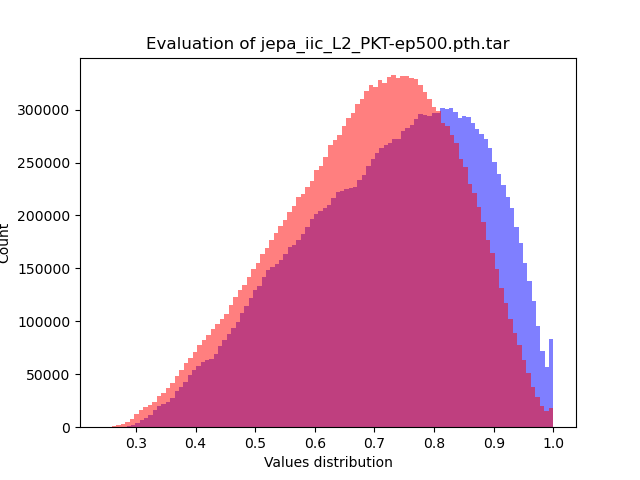 Evaluation of jepa_iic_L2_PKT-ep500.pth.tar
Count
300000
250000
200000
150000
100000
50000
0
0.3 0.4 0.5 0.6 0.7 0.8 0.9 1.0
Values distribution